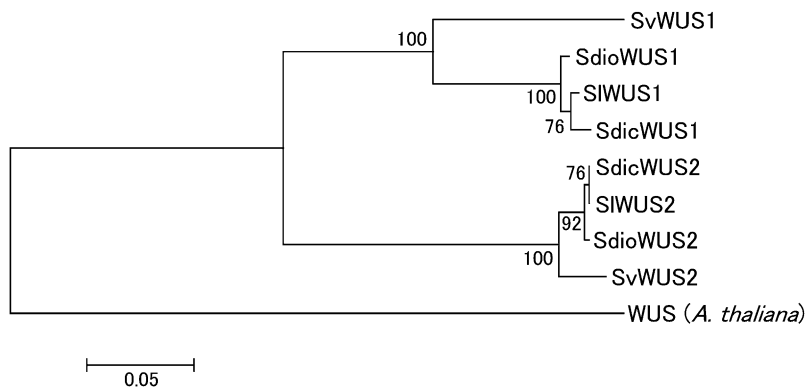 SvWUS1
100
SdioWUS1
SlWUS1
100
76
SdicWUS1
SdicWUS2
76
SlWUS2
92
SdioWUS2
100
SvWUS2
WUS (A. thaliana)
0.05